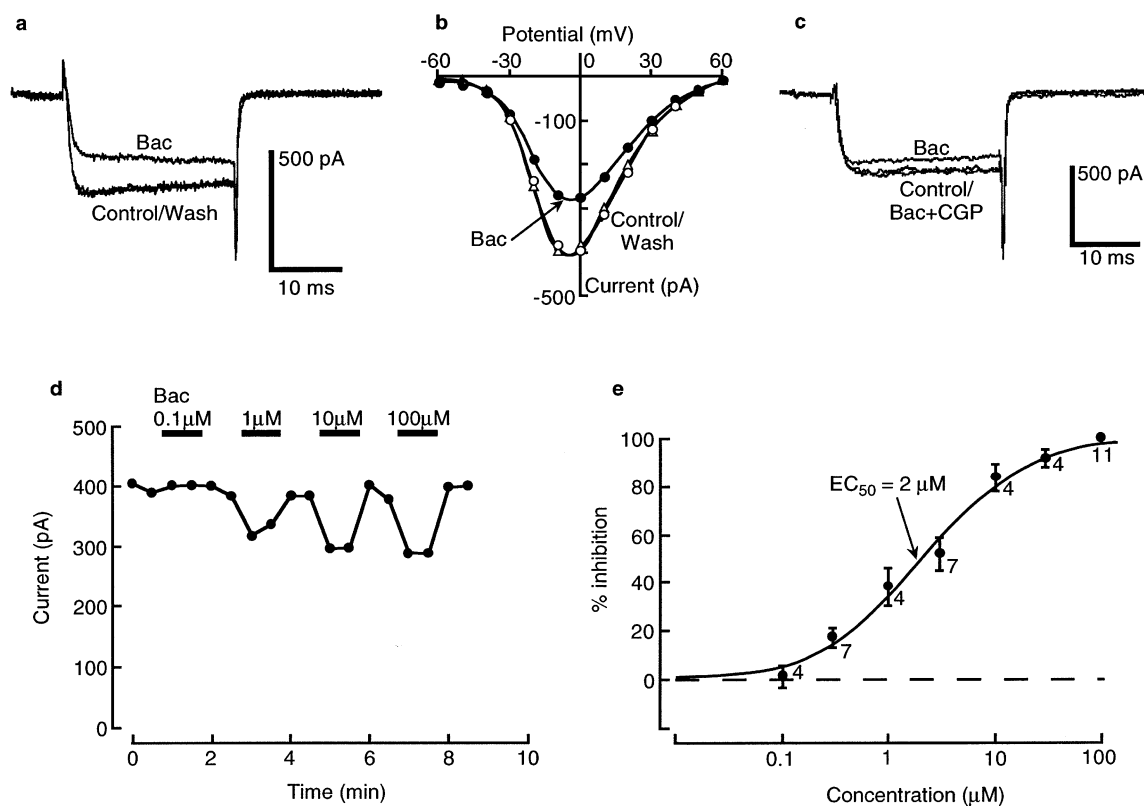 a
Bac
Control/Wash
500 pA
10 ms
b
Potential (mV)
-60 -30 0 30 60
-100
Bac
Control/
Wash
Current (pA)
-500
c
Bac
Control/
Bac+CGP
500 pA
10 ms
d
Bac
0.1µM 1µM 10µM 100µM
500
400
300
200
100
0
Current (pA)
0 2 4 6 8 10
Time (min)
e
100
80
60
40
20
0
% inhibition
EC50 = 2 µM
4
7
4
7
4
4
11
0.1 1 10 100
Concentration (µM)